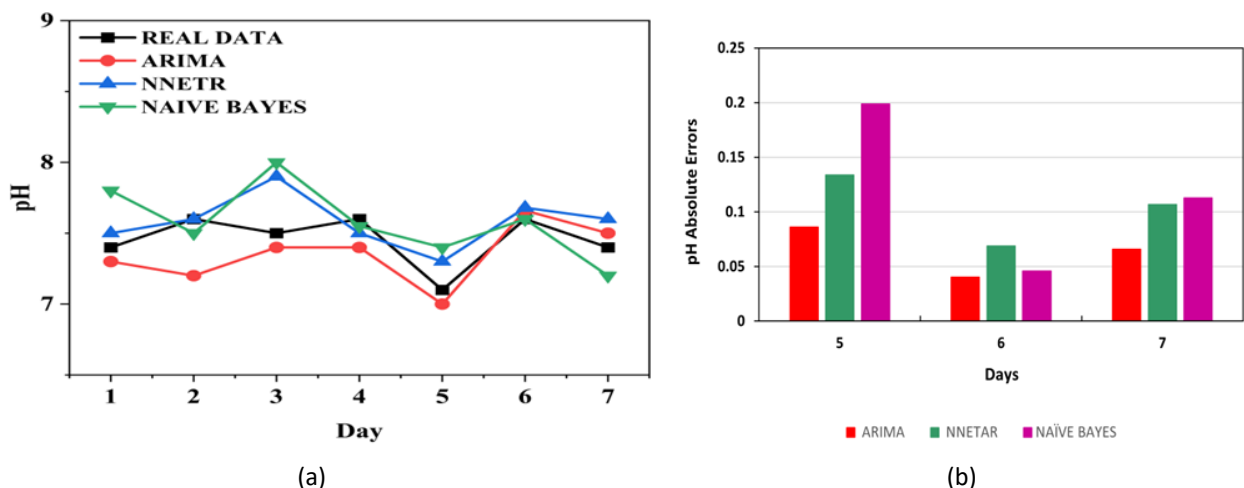 9
8
7
pH
REAL DATA
ARIMA
NNETR
NAIVE BAYES
1 2 3 4 5 6 7
Day
(a)
0.25
0.2
0.15
0.1
0.05
0
pH Absolute Errors
5 6 7
Days
ARIMA NNETAR NAÏVE BAYES
(b)